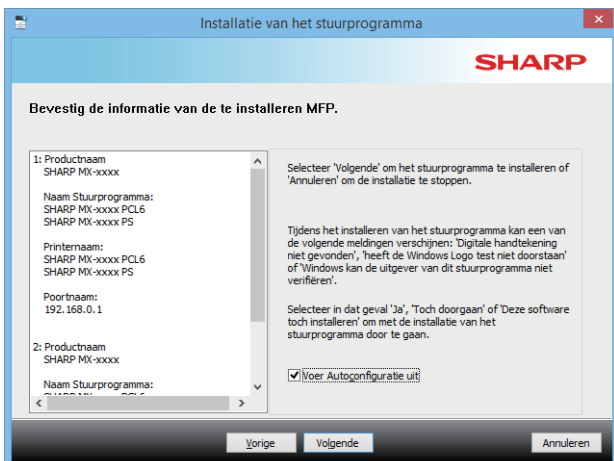 Installatie van het stuurprogramma
SHARP
Bevestig de informatie van de te installeren MFP.
1: Productnaam
SHARP MX-xxxx
Naam Stuurprogramma:
SHARP MX-xxxx PCL6
SHARP MX-xxxx PS
Printernaam:
SHARP MX-xxxx PCL6
SHARP MX-xxxx PS
Poortnaam:
192.168.0.1
2: Productnaam
SHARP MX-xxxx
Naam Stuurprogramma:
Selecteer 'Volgende' om het stuurprogramma te installeren of
'Annuleren' om de installatie te stoppen.
Tijdens het installeren van het stuurprogramma kan een van
de volgende meldingen verschijnen: 'Digitale handtekening
niet gevonden', 'heeft de Windows Logo test niet doorstaan'
of 'Windows kan de uitgever van dit stuurprogramma niet
verifiëren'.
Selecteer in dat geval 'Ja', 'Toch doorgaan' of 'Deze software
toch installeren' om met de installatie van het
stuurprogramma door te gaan.
Voer Autoconfiguratie uit
Vorige
Volgende
Annuleren